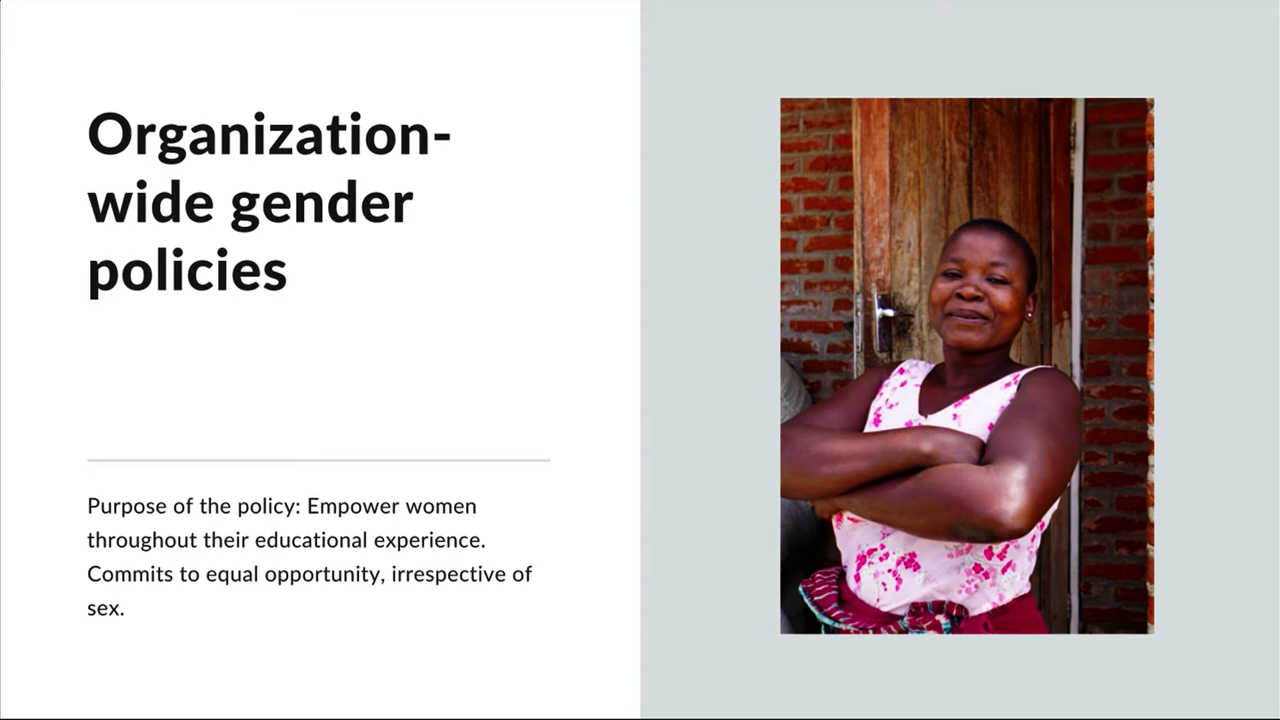 Organization-
wide gender
policies
Purpose of the policy: Empower women
throughout their educational experience.
Commits to equal opportunity, irrespective of
sex.